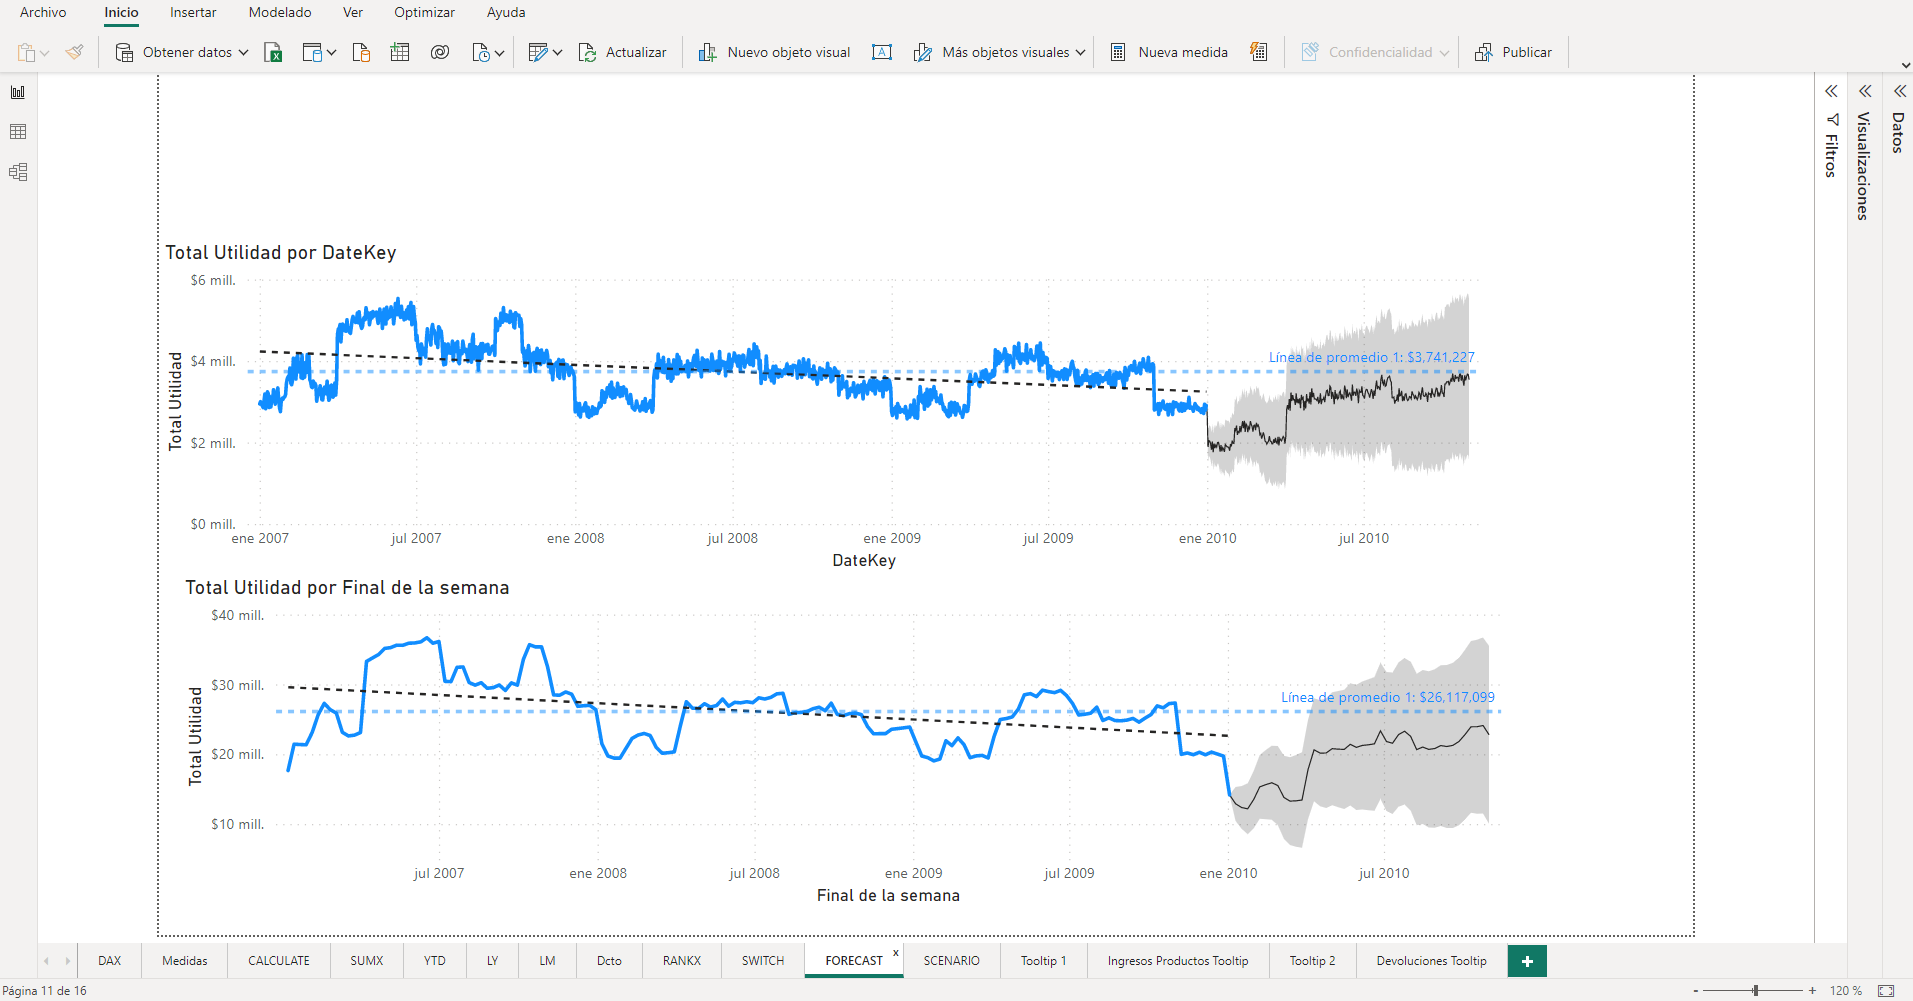 Archivo Inicio Insertar Modelado Ver Optimizar Ayuda
Obtener datos Actualizar Nuevo objeto visual Más objetos visuales Nueva medida Confidencialidad Publicar
Filtros
Visualizaciones
Datos
Total Utilidad por DateKey
$6 mill.
$4 mill.
$2 mill.
$0 mill.
Total Utilidad
Línea de promedio 1: $3,741,227
ene 2007 jul 2007 ene 2008 jul 2008 ene 2009 jul 2009 ene 2010 jul 2010
DateKey
Total Utilidad por Final de la semana
$40 mill.
$30 mill.
$20 mill.
$10 mill.
Total Utilidad
Línea de promedio 1: $26,117,099
jul 2007 ene 2008 jul 2008 ene 2009 jul 2009 ene 2010 jul 2010
Final de la semana
DAX Medidas CALCULATE SUMX YTD LY LM Dcto RANKX SWITCH FORECAST x SCENARIO Tooltip 1 Ingresos Productos Tooltip Tooltip 2 Devoluciones Tooltip +
Página 11 de 16 - + 120 %